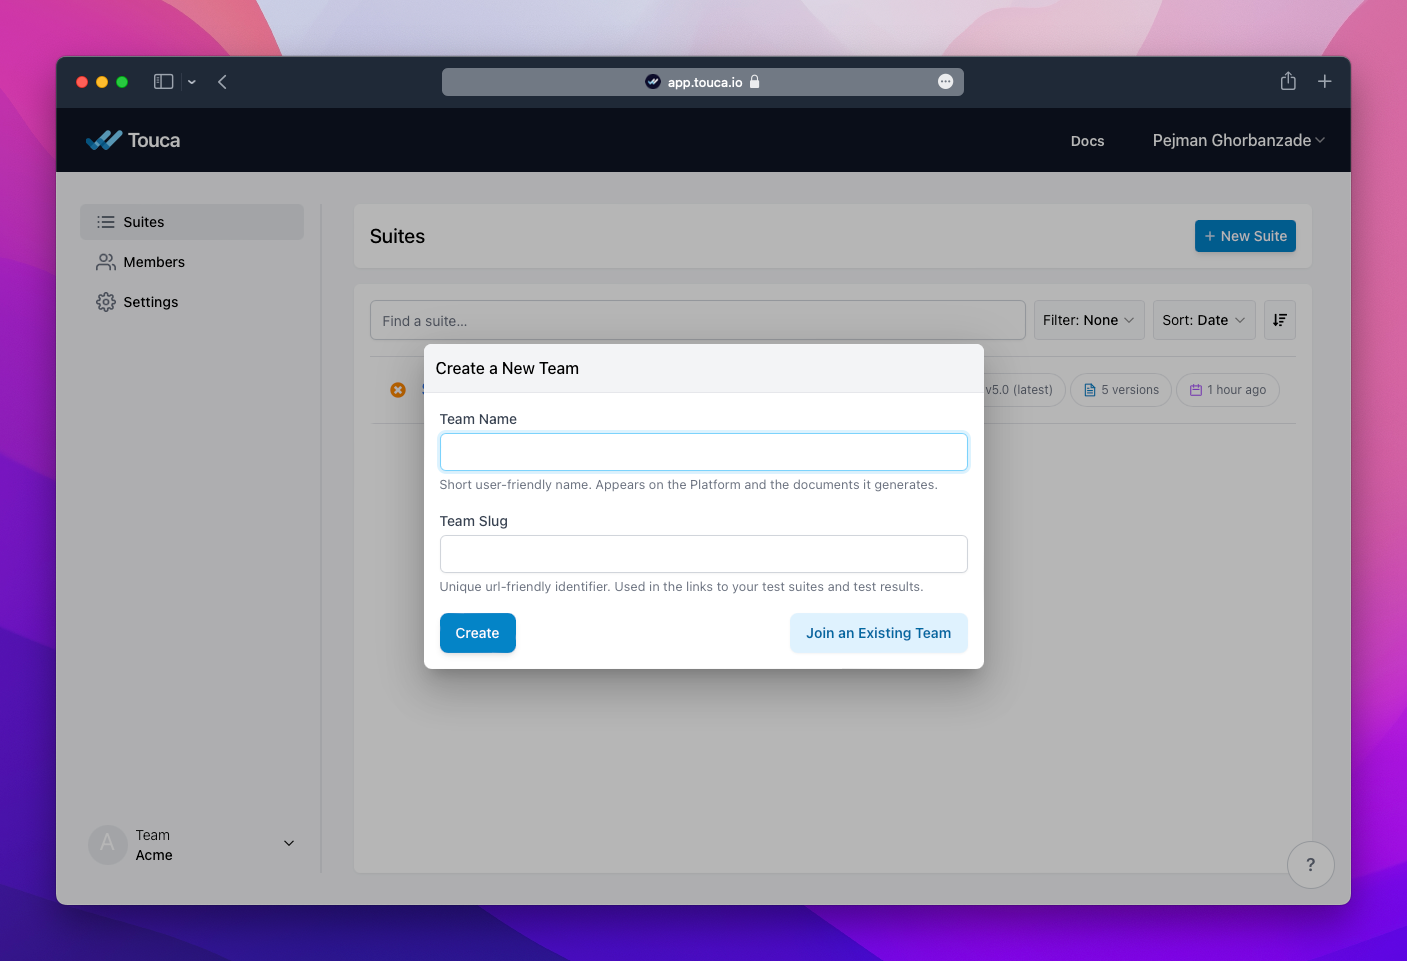 app.touca.io
Touca
Docs
Pejman Ghorbanzade
Suites
Members
Settings
Suites
+ New Suite
Find a suite...
Filter: None
Sort: Date
v5.0 (latest)
5 versions
1 hour ago
Create a New Team
Team Name
Short user-friendly name. Appears on the Platform and the documents it generates.
Team Slug
Unique url-friendly identifier. Used in the links to your test suites and test results.
Create
Join an Existing Team
A
Team
Acme
?